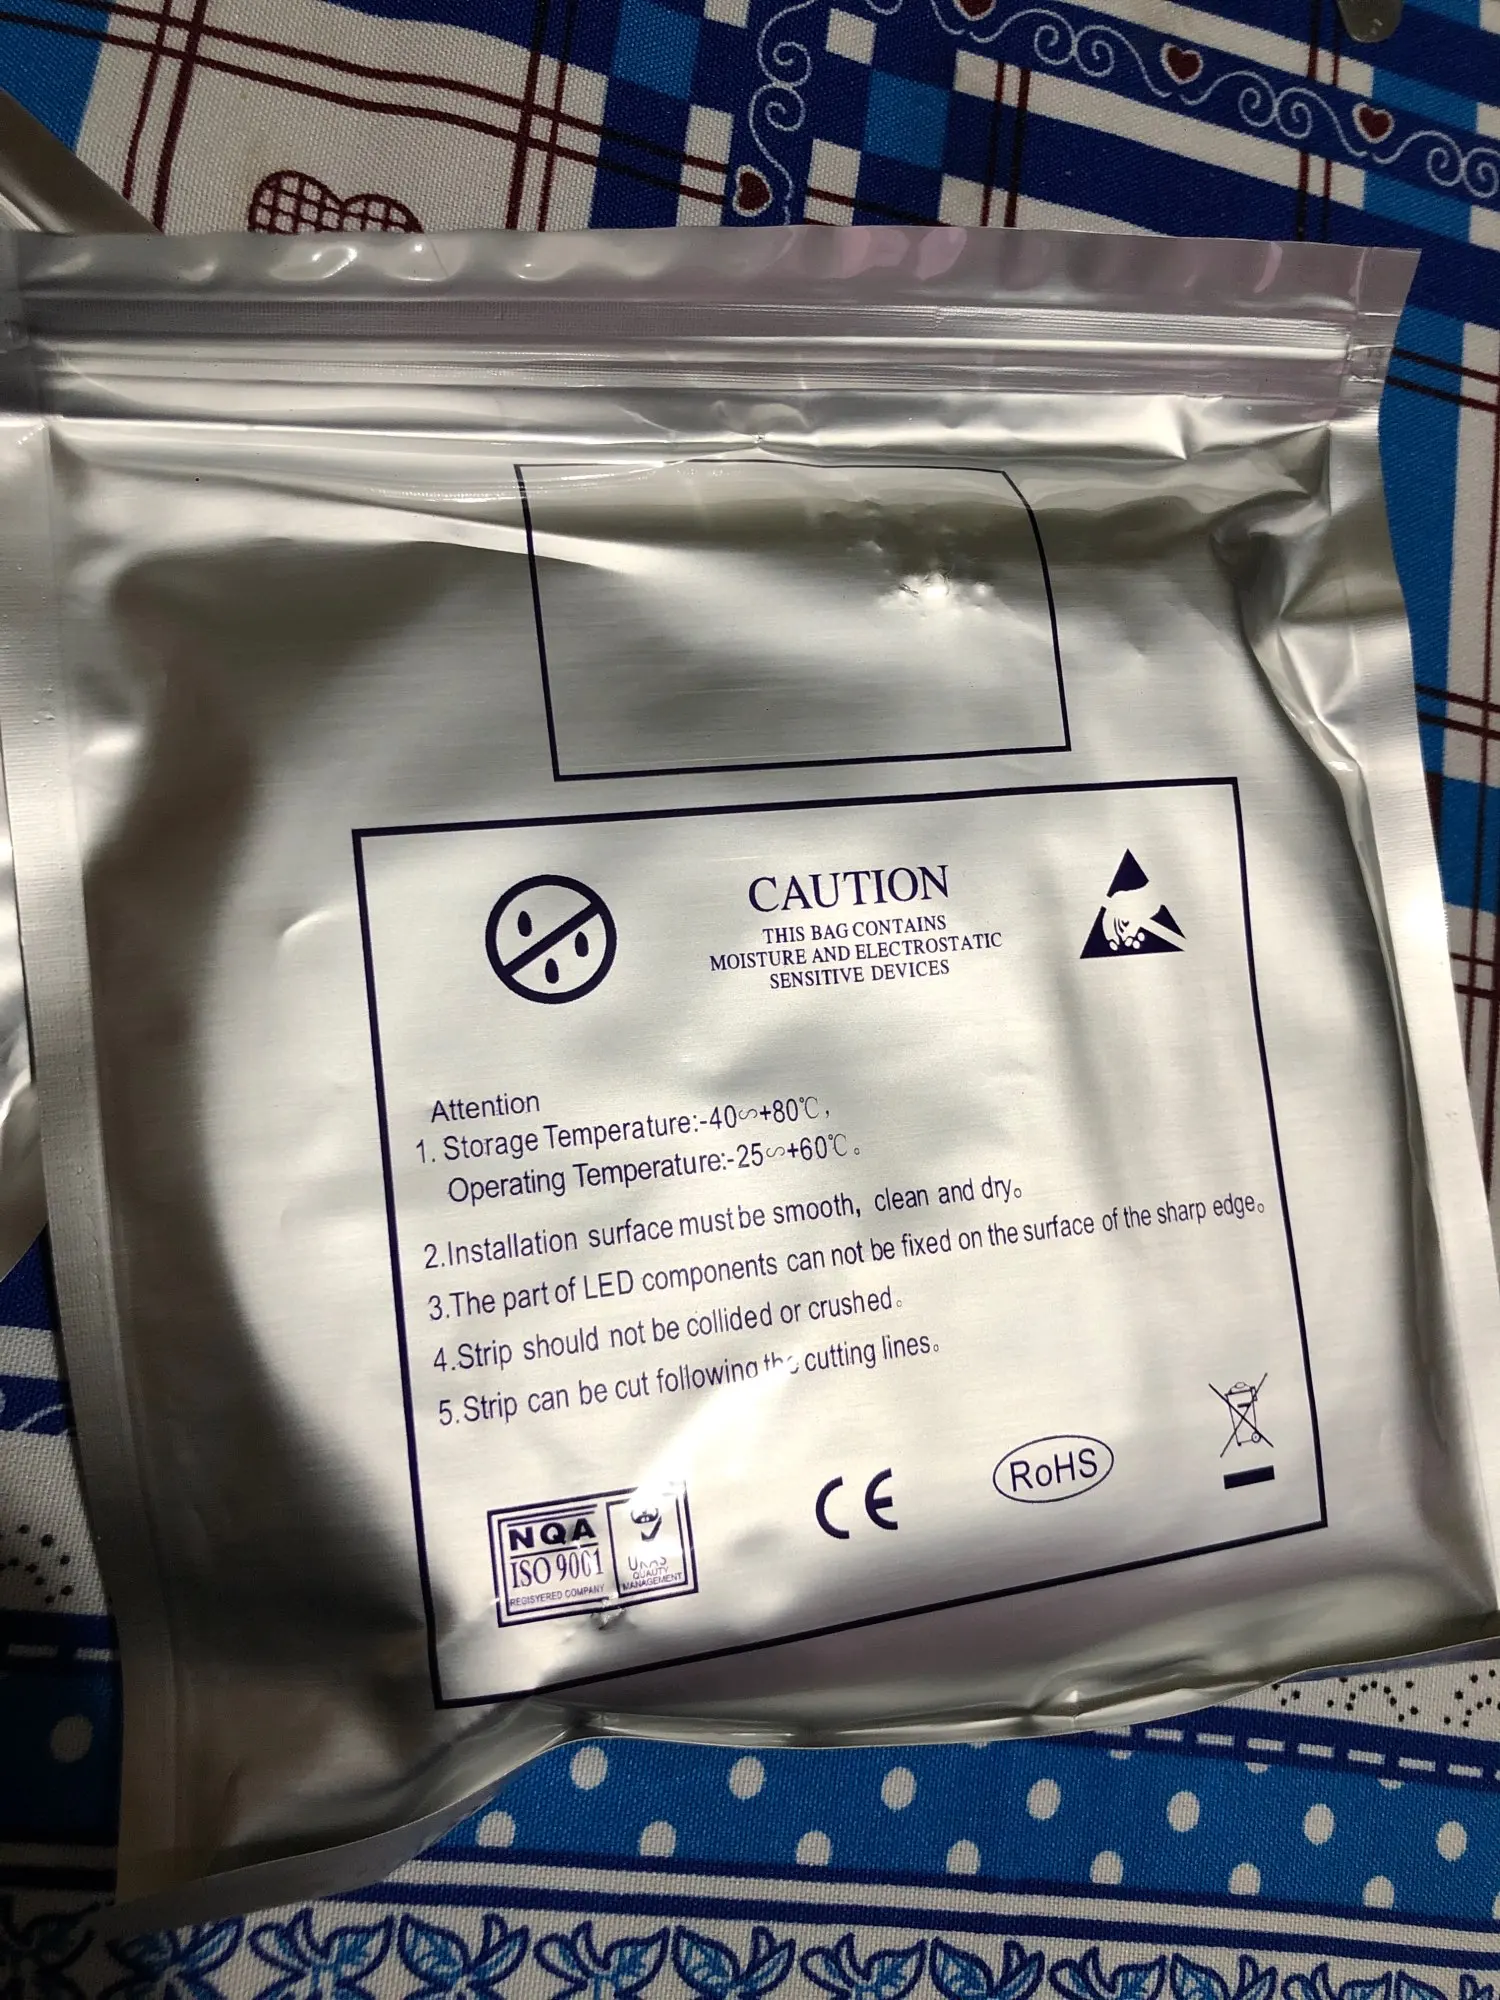 CAUTION
THIS BAG CONTAINS
MOISTURE AND ELECTROSTATIC
SENSITIVE DEVICES
Attention
1. Storage Temperature:-40∽+80℃,
Operating Temperature:-25∽+60℃。
2.Installation surface must be smooth, clean and dry。
3.The part of LED components can not be fixed on the surface of the sharp edge。
4.Strip should not be collided or crushed。
5.Strip can be cut following the cutting lines。
NQA
ISO 9001
REGISYERED COMPANY
QUALITY
MANAGEMENT
CE
RoHS